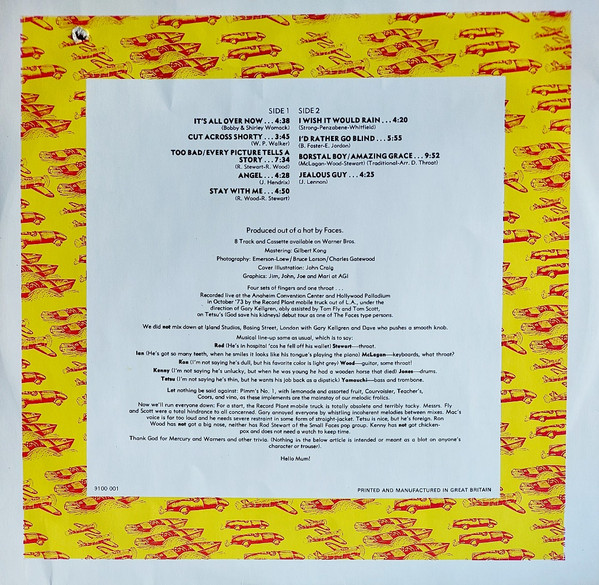 SIDE 1
IT'S ALL OVER NOW . . . 4:38
(Bobby & Shirley Womack)
CUT ACROSS SHORTY . . . 3:45
(W. P. Walker)
TOO BAD/EVERY PICTURE TELLS A
STORY . . . 7:34
(R. Stewart-R. Wood)
ANGEL . . . 4:28
(J. Hendrix)
STAY WITH ME . . . 4:50
(R. Wood-R. Stewart)
SIDE 2
I WISH IT WOULD RAIN . . . 4:20
(Strong-Penzabene-Whitfield)
I'D RATHER GO BLIND . . . 5:55
(B. Foster-E. Jordan)
BORSTAL BOY/AMAZING GRACE . . . 9:52
(McLagan-Wood-Stewart) (Traditional-Arr. D. Throat)
JEALOUS GUY . . . 4:25
(J. Lennon)
Produced out of a hat by Faces.
8 Track and Cassette available on Warner Bros.
Mastering: Gilbert Kong
Photography: Emerson-Loew/Bruce Larson/Charles Gatewood
Cover Illustration: John Craig
Graphics: Jim, John, Joe and Mari at AGI
Four sets of fingers and one throat . . .
Recorded live at the Anaheim Convention Center and Hollywood Palladium
in October '73 by the Record Plant mobile truck out of L.A., under the
direction of Gary Kellgren, ably assisted by Tom Fly and Tom Scott,
on Tetsu's (God save his kidneys) debut tour as one of The Faces type persons.
We did not mix down at Island Studios, Basing Street, London with Gary Kellgren and Dave who pushes a smooth knob.
Musical line-up same as usual, which is to say:
Rod (He's in hospital 'cos he fell off his wallet) Stewart—throat.
Ian (He's got so many teeth, when he smiles it looks like his tongue's playing the piano) McLagan—keyboards, what throat?
Ron (I'm not saying he's dull, but his favorite color is light grey) Wood—guitar, some throat!
Kenny (I'm not saying he's unlucky, but when he was young he had a wooden horse that died) Jones—drums.
Tetsu (I'm not saying he's thin, but he wears his job back as a dipstick) Yamauchi—bass and trombone.
Let nothing be said against: Pimm's No. 1, with lemonade and assorted fruit, Courvoisier, Teacher's,
Coors, and vino, as these implements are the mainstay of our melodic frolics.
Now we'll run everyone down: For a start, the Record Plant mobile truck is totally obsolete and terribly tacky. Messrs. Fly
and Scott were a total hindrance to all concerned. Gary annoyed everyone by whistling incoherent melodies between mixes. Mac's
voice is far too loud and he needs severe restraint in some form of straight-jacket. Tetsu is nice, but he's foreign. Ron
Wood has not got a big nose, neither has Rod Stewart of the Small Faces pop group. Kenny has not got chicken-
pox and does not need a watch to keep time.
Thank God for Mercury and Warners and other trivia. (Nothing in the below article is intended or meant as a blot on anyone's
character or trouser).
Hello Mum!
9100 001
PRINTED AND MANUFACTURED IN GREAT BRITAIN